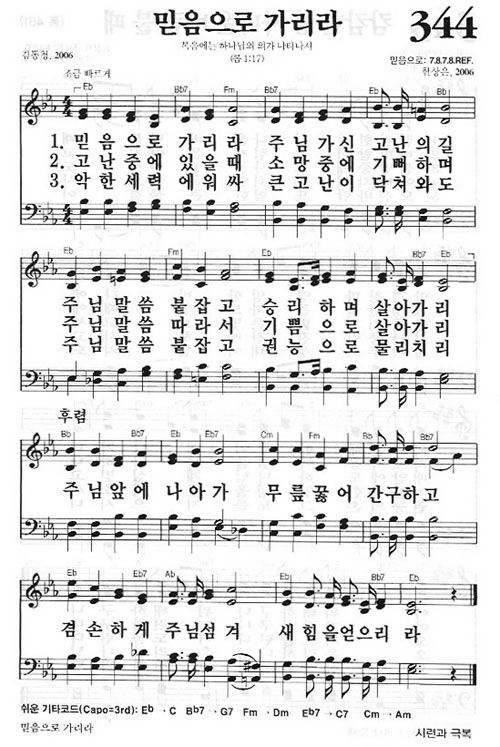 믿음으로 가리라
344
복음에는 하나님의 의가 나타나서
(롬 1:17)
김동철, 2006
믿음으로: 7.8.7.8.REF.
한상은, 2006
조금 빠르게
Eb Bb7 Fm Eb Bb7 Eb
1. 믿 음 으 로 가 리 라 주 님 가 신 고 난 의 길
2. 고 난 중 에 있 을 때 소 망 중 에 기 뻐 하 며
3. 악 한 세 력 에 워 싸 큰 고 난 이 닥 쳐 와 도
Eb Fm Eb Bb7 Eb
주 님 말 씀 붙 잡 고 승 리 하 며 살 아 가 리
주 님 말 씀 따 라 서 기 쁨 으 로 살 아 가 리
주 님 말 씀 붙 잡 고 권 능 으 로 물 리 치 리
후렴
Bb Bb7 Eb Eb7 Cm Fm Bb Bb7
주 님 앞 에 나 아 가 무 릎 꿇 어 간 구 하 고
Eb Eb7 Ab Eb Bb7 Eb
겸 손 하 게 주 님 섬 겨 새 힘 을 얻 으 리 라
쉬운 기타코드(Capo=3rd): Eb → C Bb7 → G7 Fm → Dm Eb7 → C7 Cm → Am
믿음으로 가리라
시련과 극복